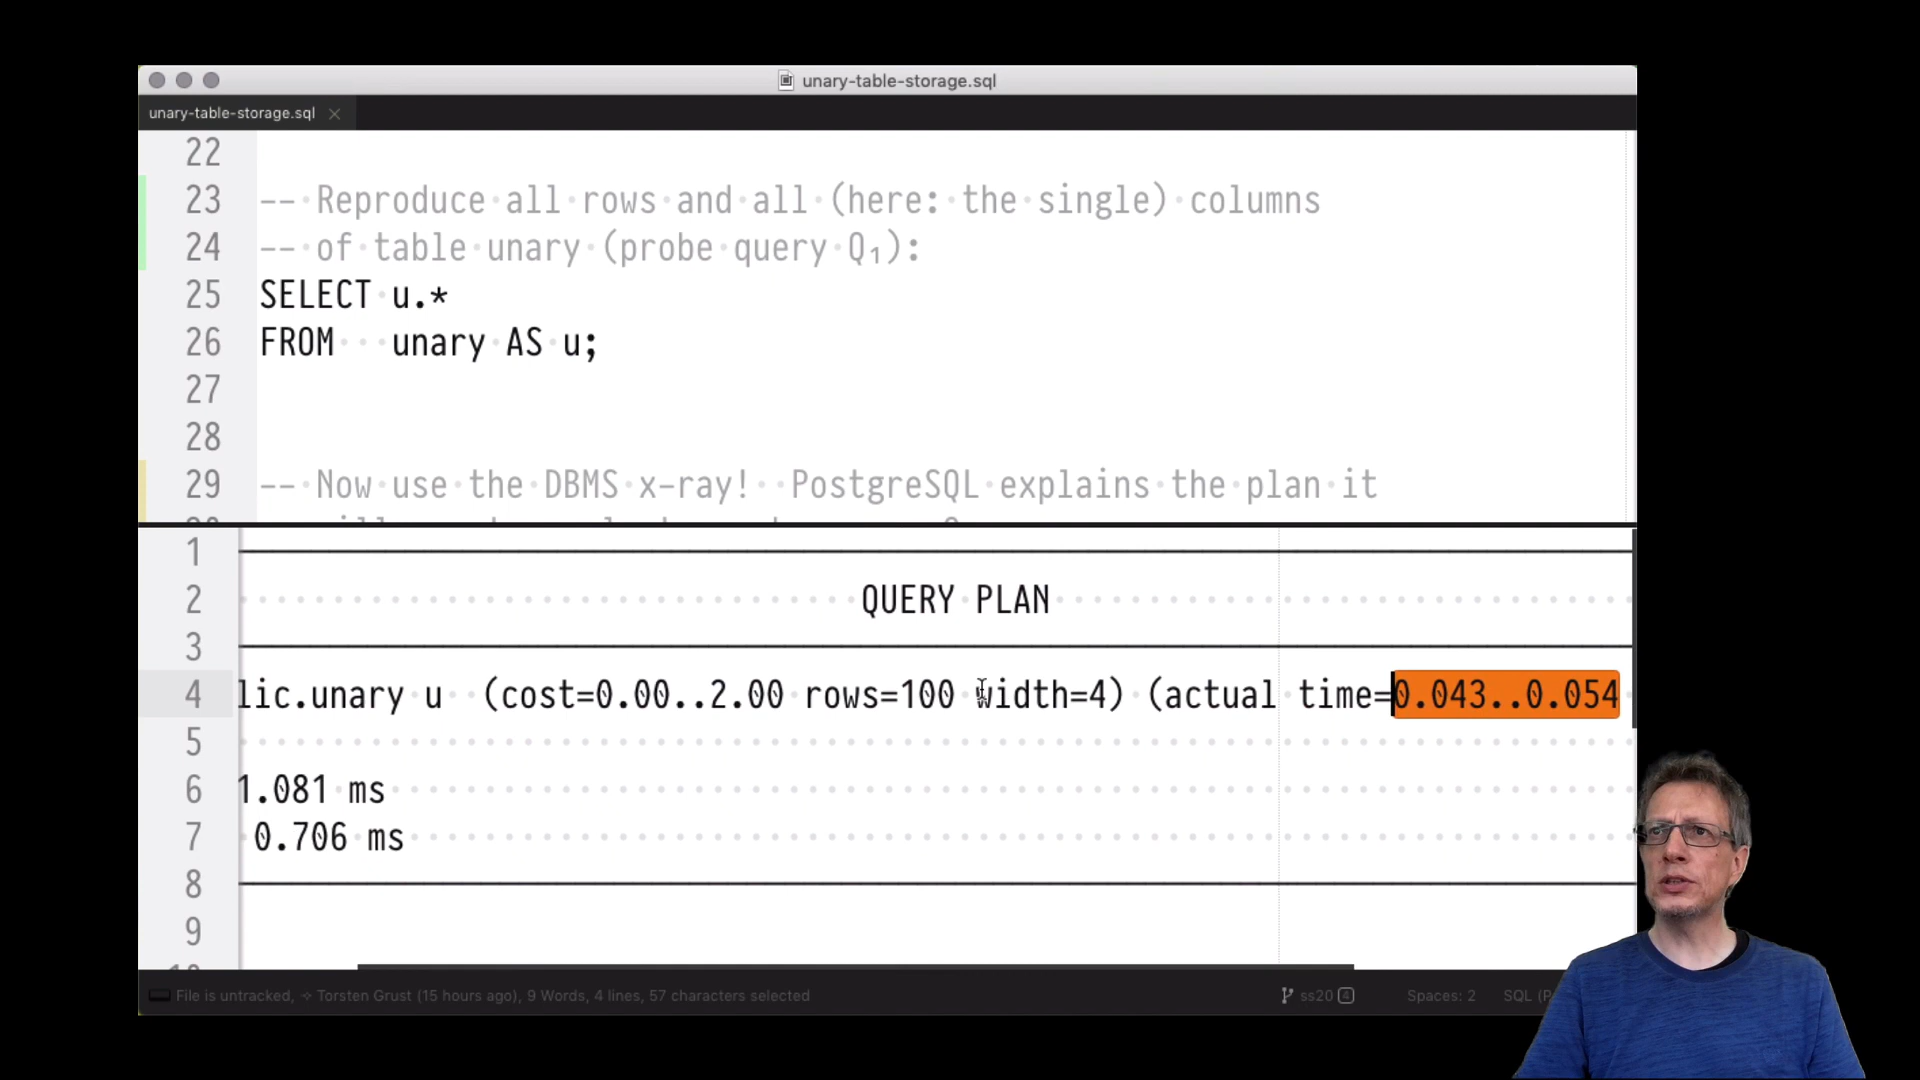 unary-table-storage.sql
unary-table-storage.sql
22
23 -- Reproduce all rows and all (here: the single) columns
24 -- of table unary (probe query Q₁):
25 SELECT u.*
26 FROM   unary AS u;
27
28
29 -- Now use the DBMS x-ray!  PostgreSQL explains the plan it
1
2 QUERY PLAN
3
4 lic.unary u  (cost=0.00..2.00 rows=100 width=4) (actual time=0.043..0.054
5
6 1.081 ms
7 0.706 ms
8
9
File is untracked, Torsten Grust (15 hours ago), 9 Words, 4 lines, 57 characters selected
ss20 4
Spaces: 2
SQL